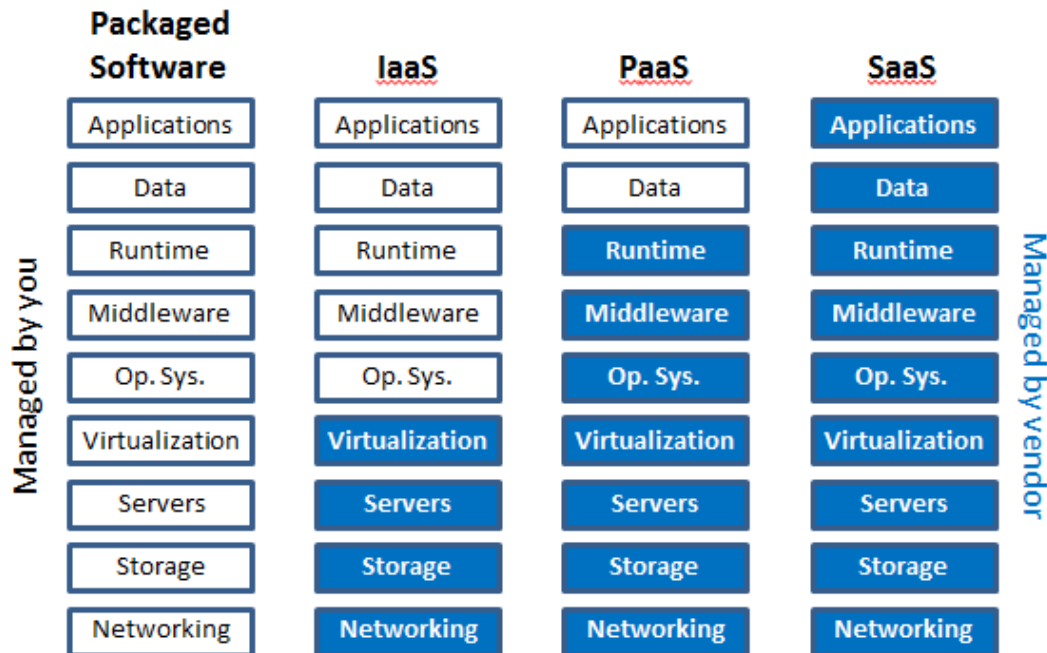 Packaged
Software
IaaS
PaaS
SaaS
Applications
Applications
Applications
Applications
Data
Data
Data
Data
Runtime
Runtime
Runtime
Runtime
Middleware
Middleware
Middleware
Middleware
Op. Sys.
Op. Sys.
Op. Sys.
Op. Sys.
Virtualization
Virtualization
Virtualization
Virtualization
Servers
Servers
Servers
Servers
Storage
Storage
Storage
Storage
Networking
Networking
Networking
Networking
Managed by you
Managed by vendor